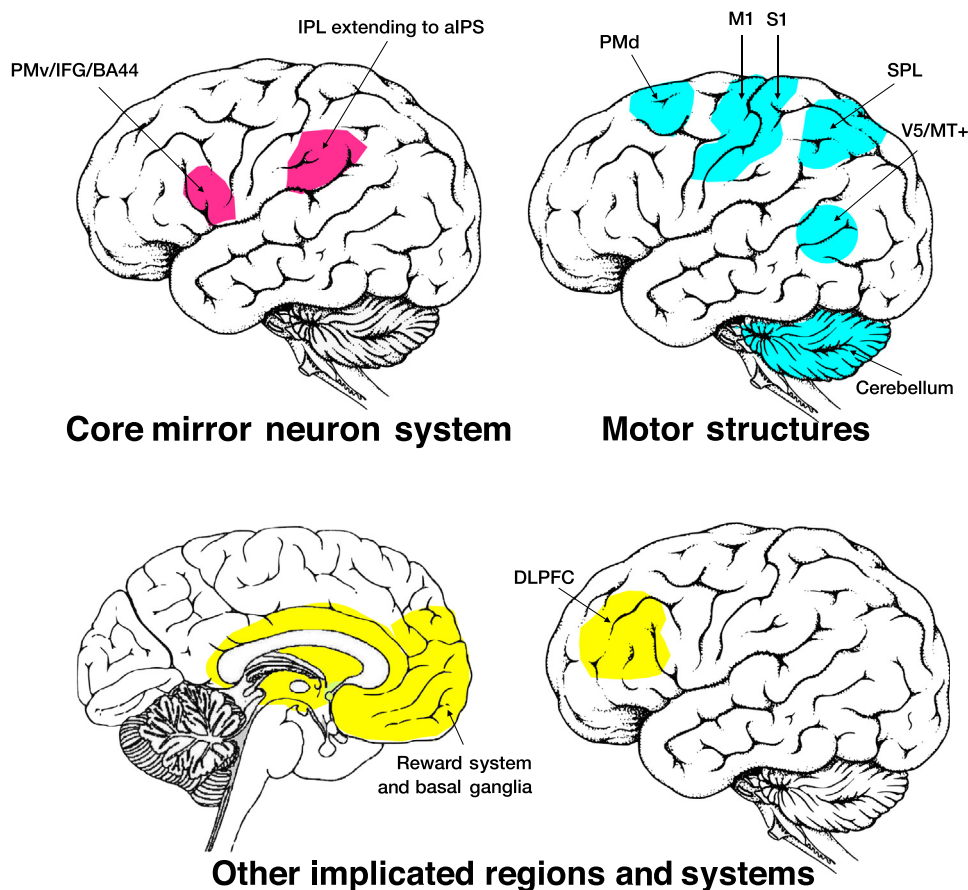 IPL extending to aIPS
PMv/IFG/BA44
M1 S1
PMd
SPL
V5/MT+
Cerebellum
Core mirror neuron system
Motor structures
DLPFC
Reward system
and basal ganglia
Other implicated regions and systems